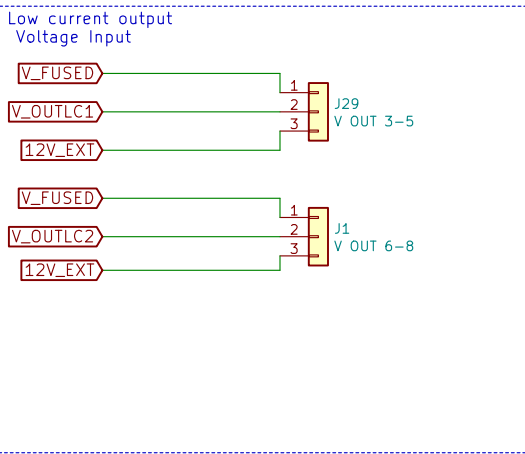 Low current output
Voltage Input
V_FUSED
1
J29
V_OUTLC1
2
V OUT 3-5
12V_EXT
3
V_FUSED
1
J1
V_OUTLC2
2
V OUT 6-8
12V_EXT
3